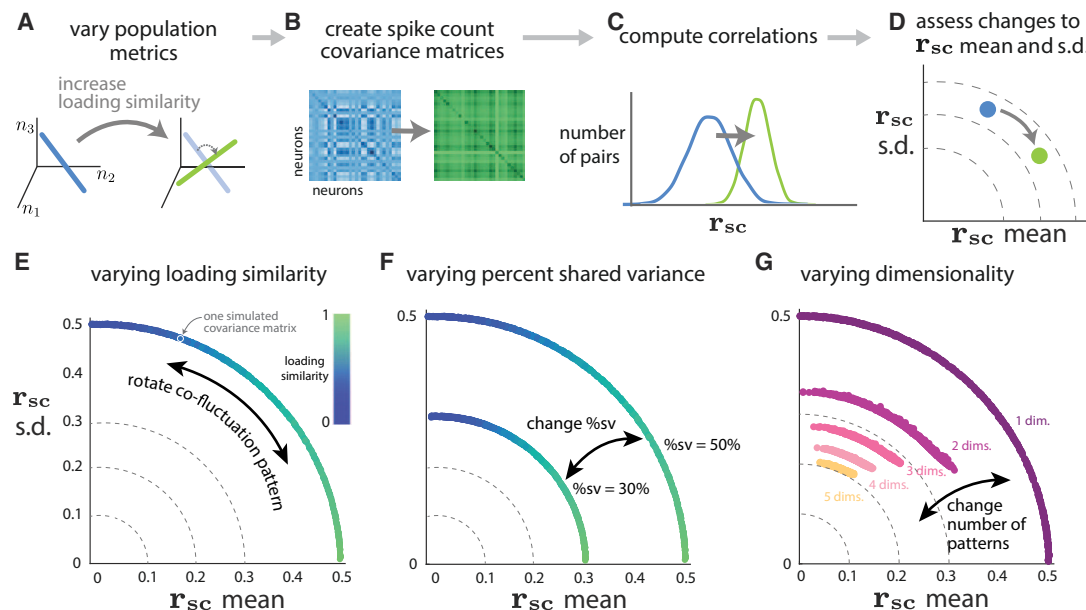 A
vary population
metrics
increase
loading similarity
n3
n2
n1
B
create spike count
covariance matrices
neurons
neurons
C
compute correlations
number
of pairs
rsc
D
assess changes to
rsc mean and s.d.
rsc
s.d.
rsc mean
E
varying loading similarity
one simulated
covariance matrix
1
loading
similarity
0
rotate co-fluctuation
pattern
0.5
0.4
0.3
rsc
s.d.
0.2
0.1
0
0 0.1 0.2 0.3 0.4 0.5
rsc mean
F
varying percent shared variance
0.5
change %sv
%sv = 50%
%sv = 30%
0
0 0.1 0.2 0.3 0.4 0.5
rsc mean
G
varying dimensionality
0.5
1 dim.
2 dims.
3 dims.
4 dims.
5 dims.
change
number of
patterns
0
0 0.1 0.2 0.3 0.4 0.5
rsc mean